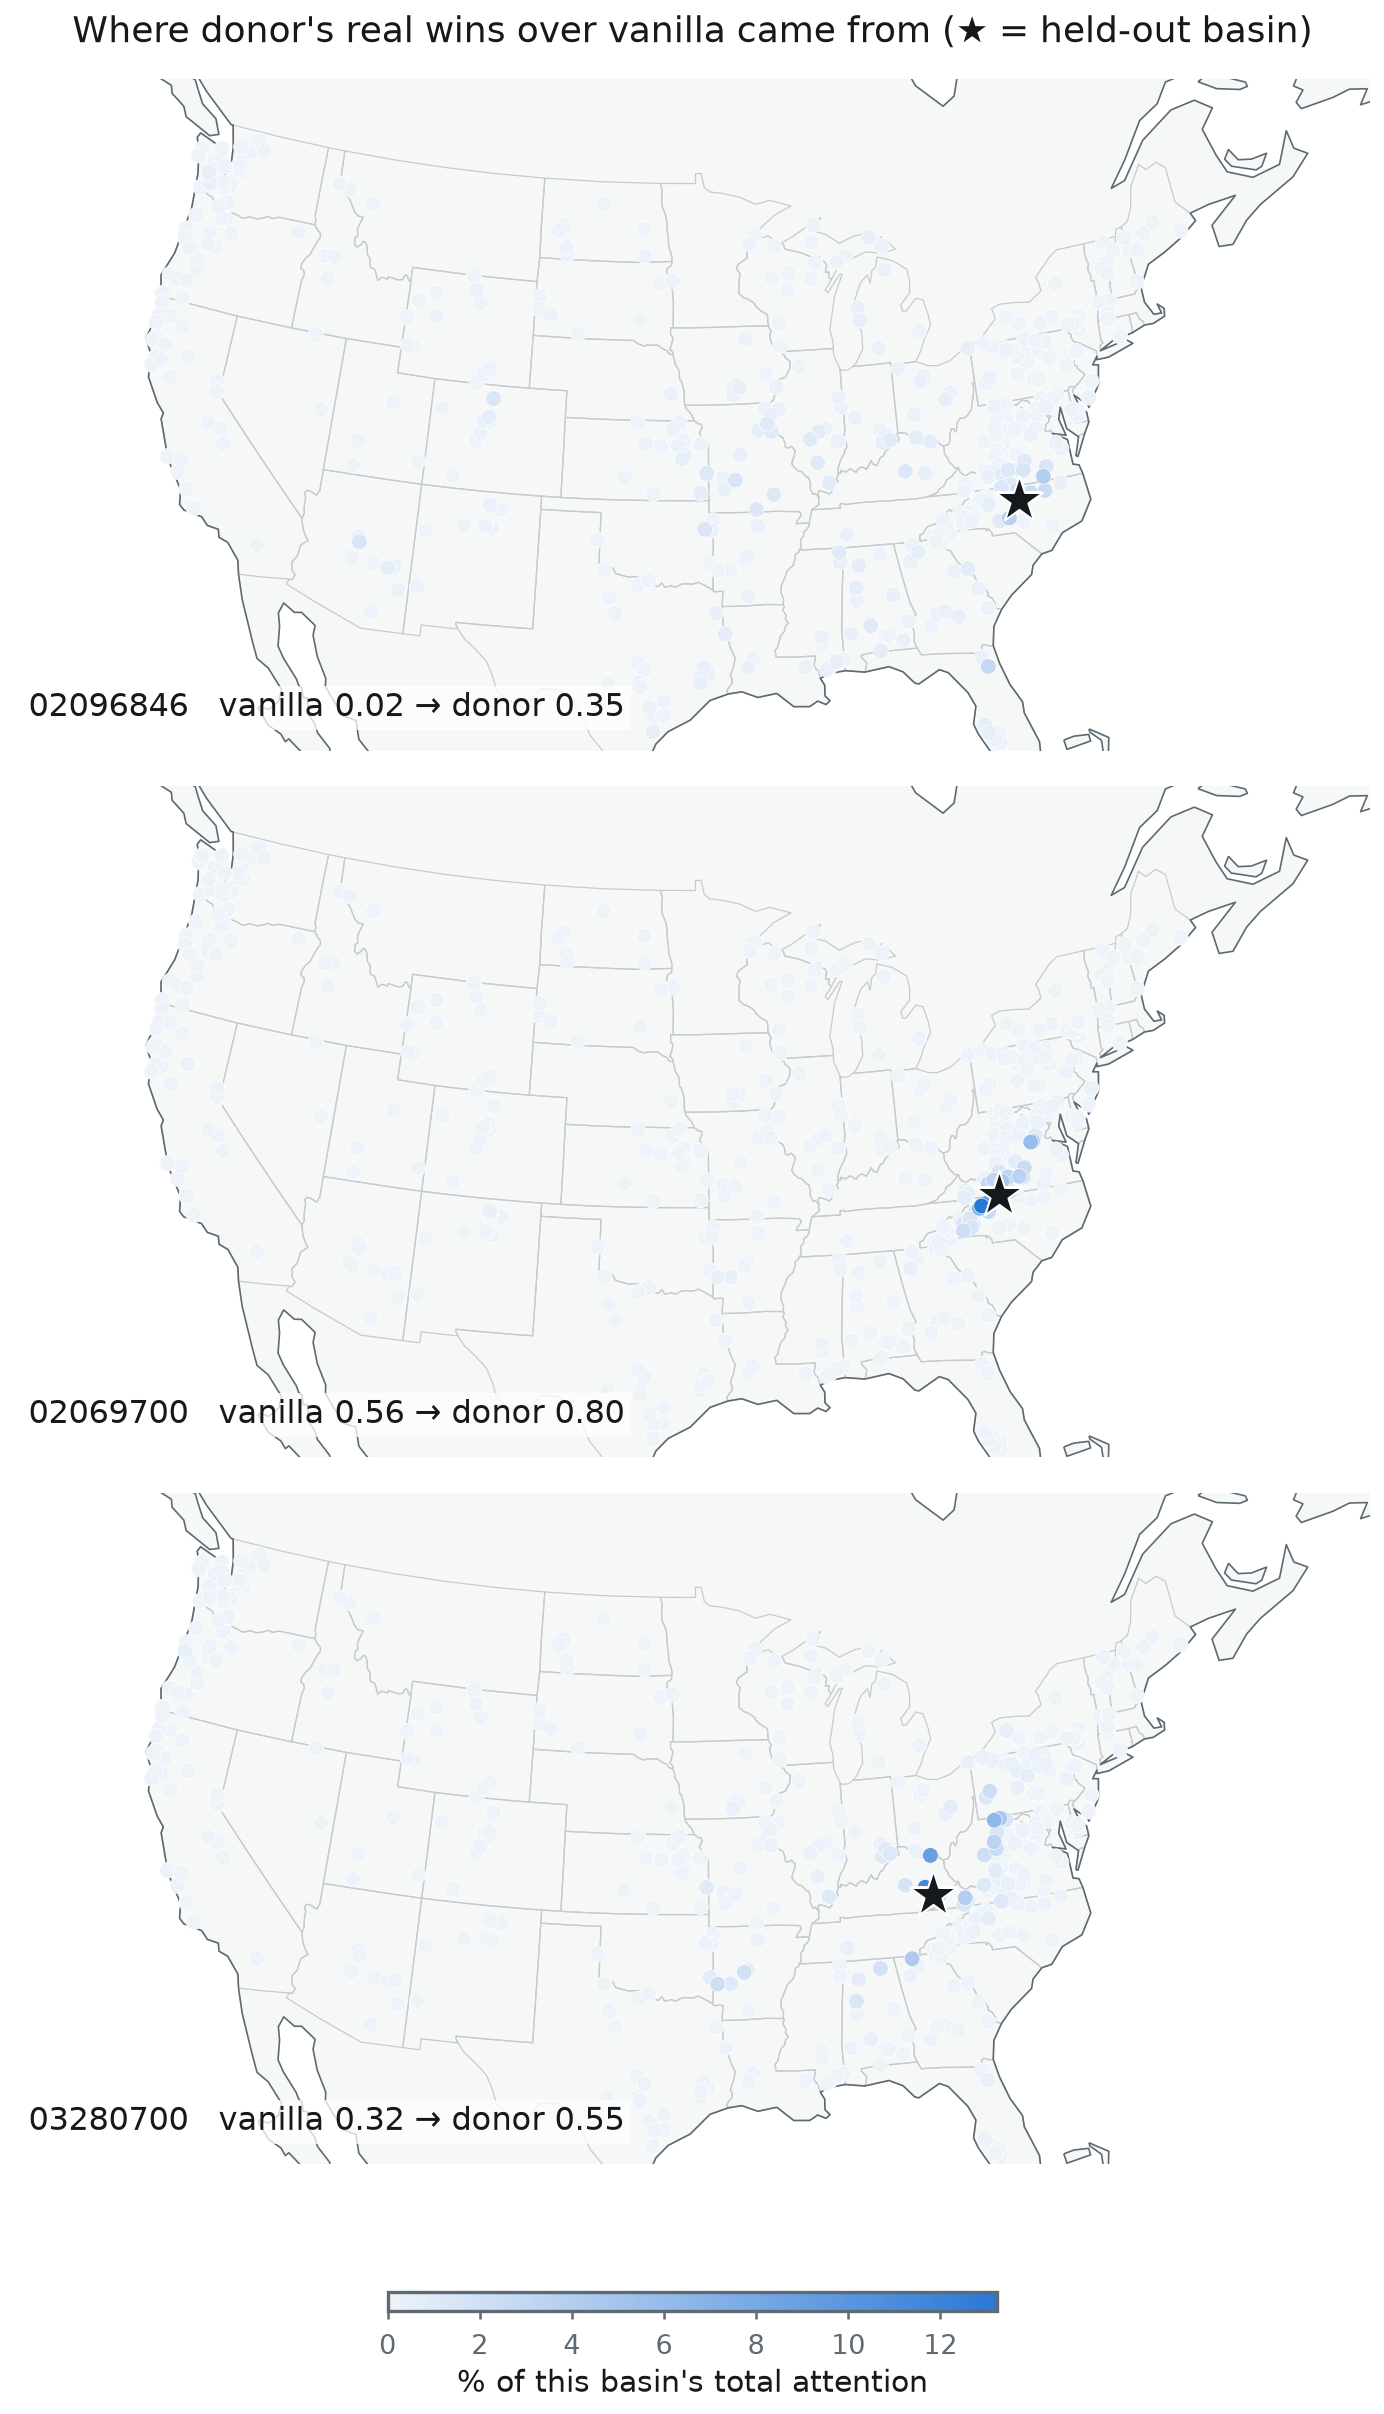 Where donor's real wins over vanilla came from (★ = held-out basin)
02096846 vanilla 0.02 → donor 0.35
02069700 vanilla 0.56 → donor 0.80
03280700 vanilla 0.32 → donor 0.55
0 2 4 6 8 10 12
% of this basin's total attention